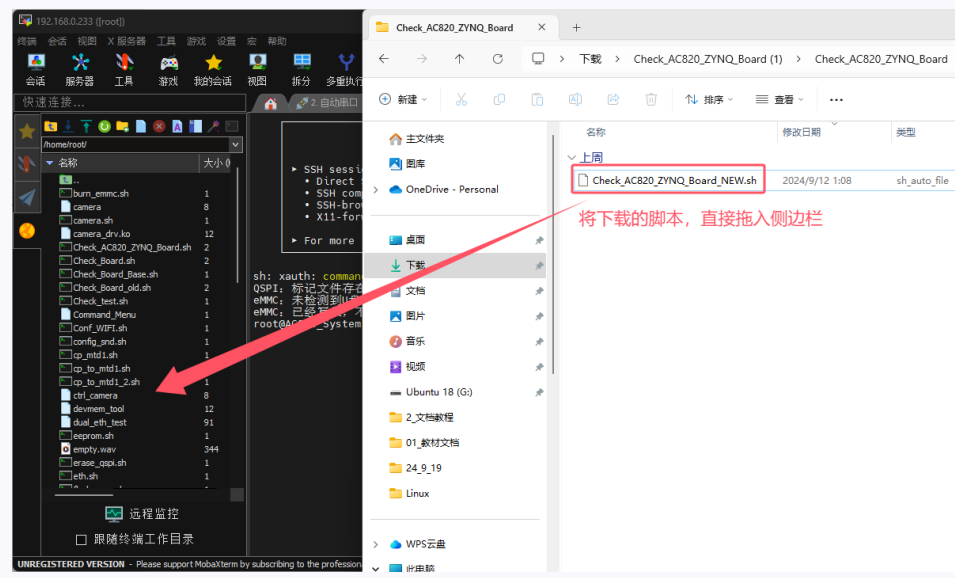 192.168.0.233 ([root])
终端 会话 视图 X 服务器 工具 游戏 设置 宏 帮助
会话 服务器 工具 游戏 我的会话 视图 拆分 多重执行
快速连接...
2. 自动串口
/home/root/
名称 大小
..
burn_emmc.sh 1
camera 8
camera.sh 1
camera_drv.ko 12
Check_AC820_ZYNQ_Board.sh 2
Check_Board.sh 2
Check_Board_Base.sh 1
Check_Board_old.sh 2
Check_test.sh 1
Command_Menu 1
Conf_WIFI.sh 1
config_snd.sh 1
cp_mtd1.sh 1
cp_to_mtd1.sh 1
cp_to_mtd1_2.sh 1
ctrl_camera 8
devmem_tool 12
dual_eth_test 91
eeprom.sh 1
empty.wav 344
erase_qspi.sh 1
eth.sh 1
远程监控
跟随终端工作目录
UNREGISTERED VERSION - Please support MobaXterm by subscribing to the profession
► SSH sessi
• Direct
• SSH com
• SSH-bro
• X11-for
► For more
sh: xauth: comman
QSPI: 标记文件存在
eMMC: 未检测到U
eMMC: 已经
root@AC820_System
Check_AC820_ZYNQ_Board
下载 > Check_AC820_ZYNQ_Board (1) > Check_AC820_ZYNQ_Board
新建 排序 查看 ...
主文件夹
图库
OneDrive - Personal
桌面
下载
文档
图片
音乐
视频
Ubuntu 18 (G:)
2_文档教程
01_教材文档
24_9_19
Linux
WPS云盘
此电脑
名称 修改日期 类型
上周
Check_AC820_ZYNQ_Board_NEW.sh 2024/9/12 1:08 sh_auto_file
将下载的脚本，直接拖入侧边栏